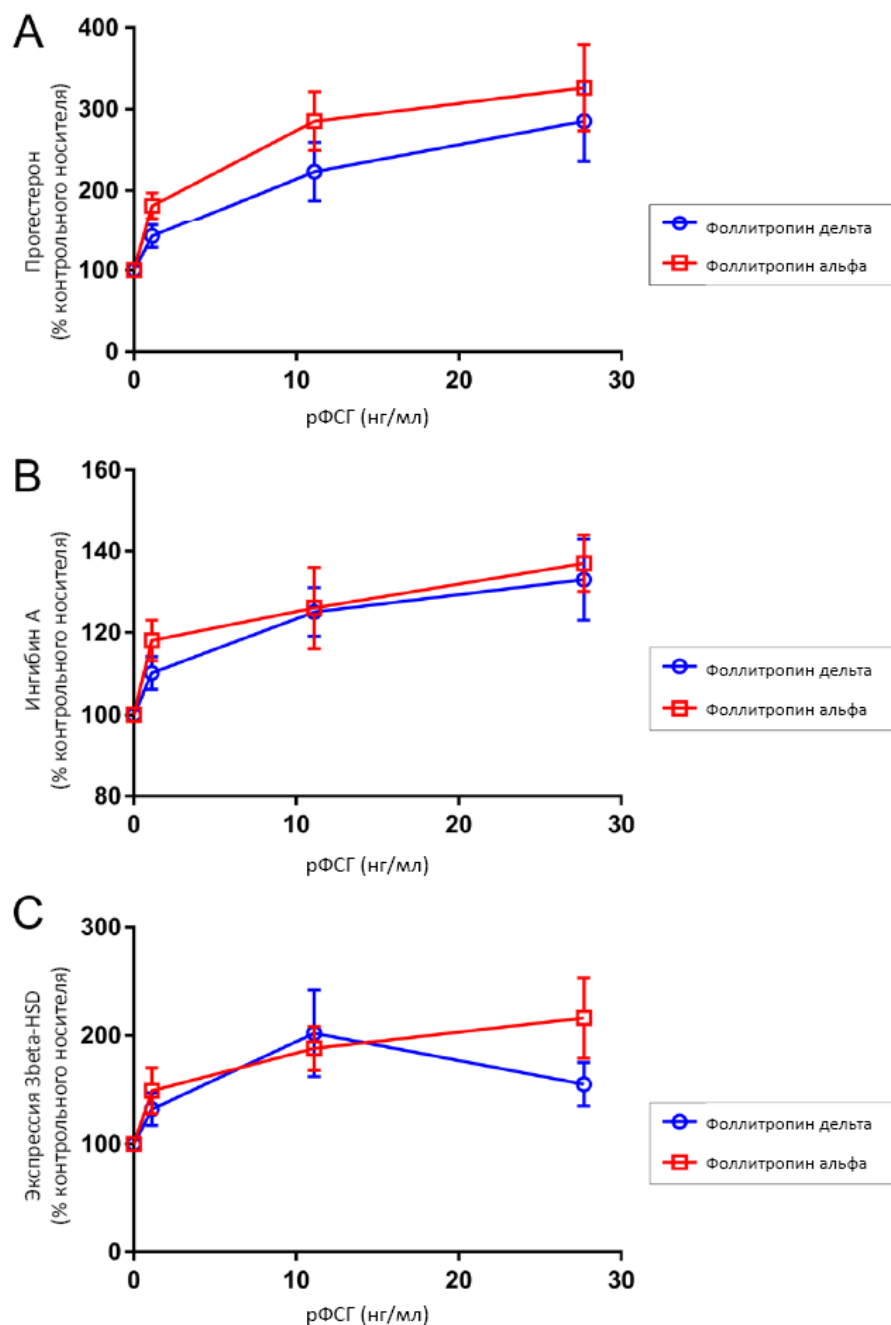 A
400
300
200
100
0
Прогестерон
(% контрольного носителя)
0 10 20 30
рФСГ (нг/мл)
Фоллитропин дельта
Фоллитропин альфа
B
160
140
120
100
80
Ингибин А
(% контрольного носителя)
0 10 20 30
рФСГ (нг/мл)
Фоллитропин дельта
Фоллитропин альфа
C
300
200
100
0
Экспрессия 3beta-HSD
(% контрольного носителя)
0 10 20 30
рФСГ (нг/мл)
Фоллитропин дельта
Фоллитропин альфа